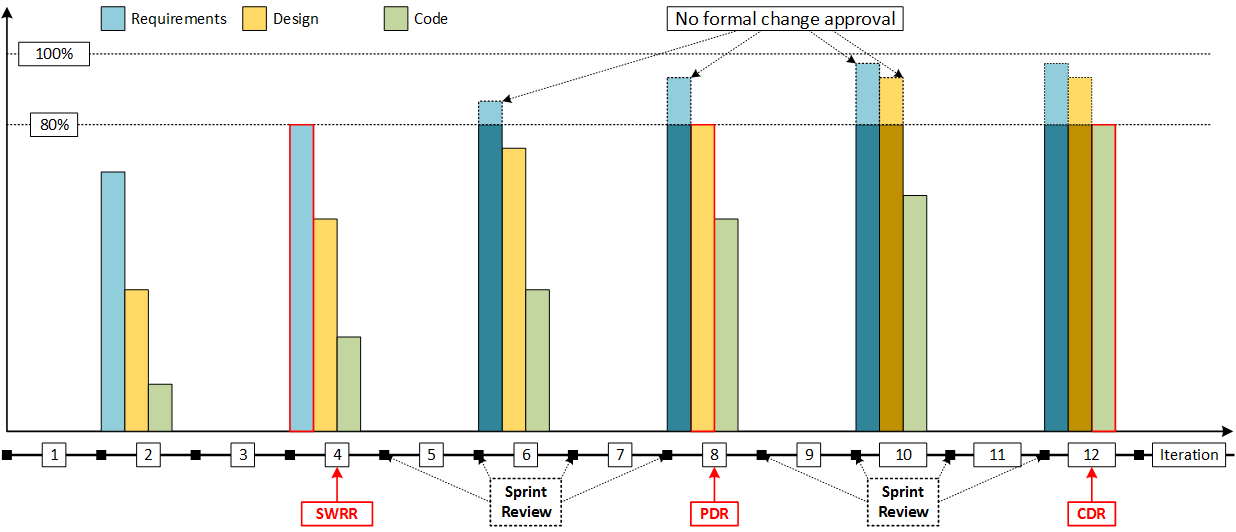 Requirements
Design
Code
No formal change approval
100%
80%
1
2
3
4
5
6
7
8
9
10
11
12
Iteration
SWRR
Sprint
Review
PDR
Sprint
Review
CDR